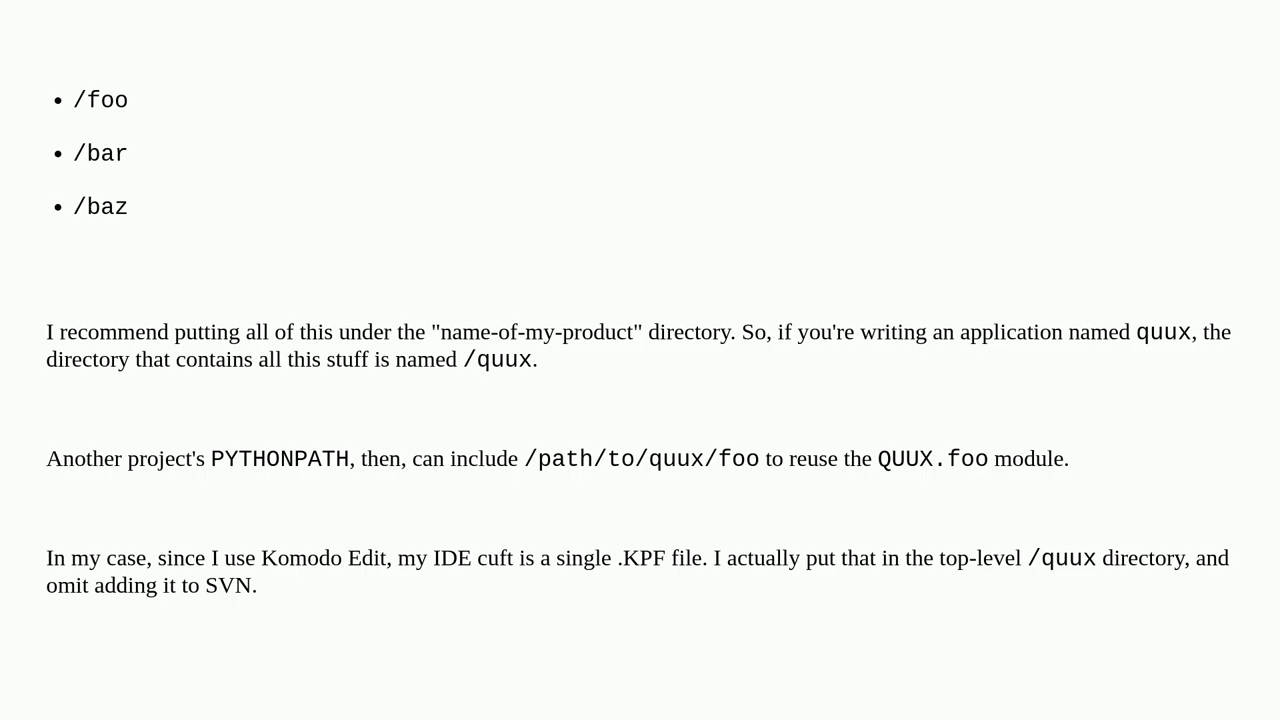 • /foo
• /bar
• /baz
I recommend putting all of this under the "name-of-my-product" directory. So, if you're writing an application named quux, the
directory that contains all this stuff is named /quux.
Another project's PYTHONPATH, then, can include /path/to/quux/foo to reuse the QUUX.foo module.
In my case, since I use Komodo Edit, my IDE cuft is a single .KPF file. I actually put that in the top-level /quux directory, and
omit adding it to SVN.